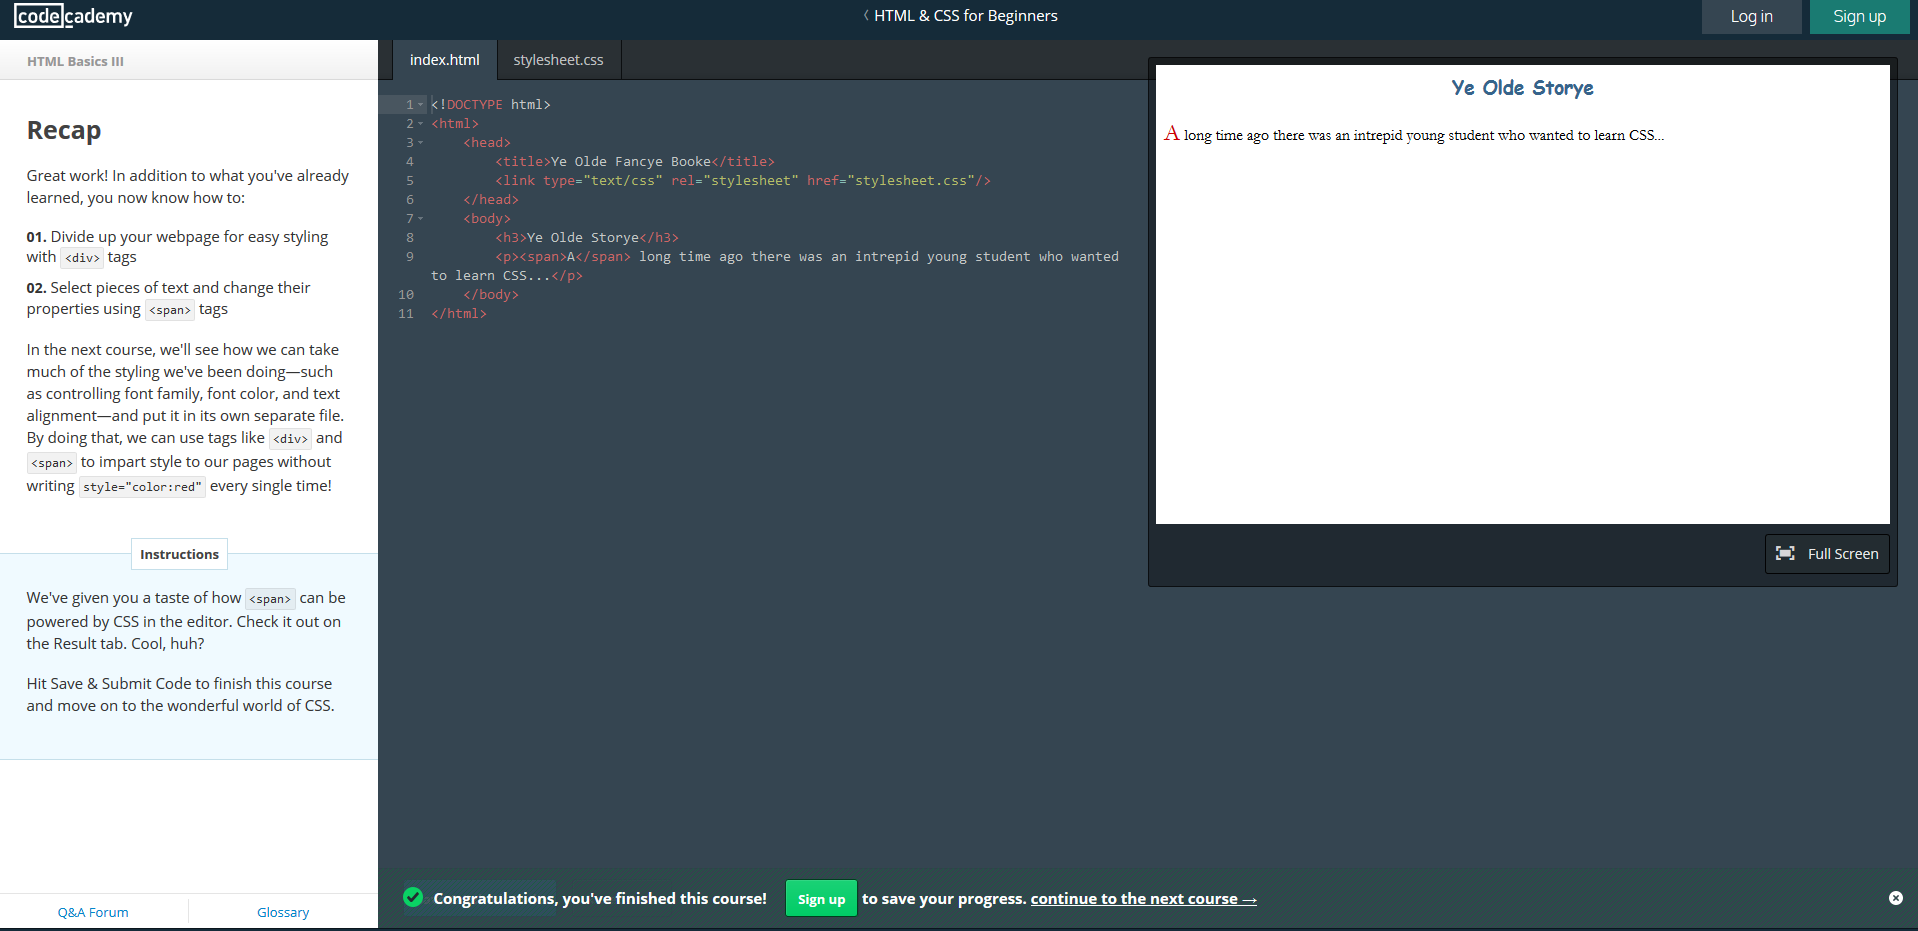 codecademy
〈 HTML & CSS for Beginners
Log in
Sign up
HTML Basics III
Recap
Great work! In addition to what you've already
learned, you now know how to:
01. Divide up your webpage for easy styling
with <div> tags
02. Select pieces of text and change their
properties using <span> tags
In the next course, we'll see how we can take
much of the styling we've been doing—such
as controlling font family, font color, and text
alignment—and put it in its own separate file.
By doing that, we can use tags like <div> and
<span> to impart style to our pages without
writing style="color:red" every single time!
Instructions
We've given you a taste of how <span> can be
powered by CSS in the editor. Check it out on
the Result tab. Cool, huh?
Hit Save & Submit Code to finish this course
and move on to the wonderful world of CSS.
Q&A Forum
Glossary
index.html
stylesheet.css
1 <!DOCTYPE html>
2 <html>
3 <head>
4 <title>Ye Olde Fancye Booke</title>
5 <link type="text/css" rel="stylesheet" href="stylesheet.css"/>
6 </head>
7 <body>
8 <h3>Ye Olde Storye</h3>
9 <p><span>A</span> long time ago there was an intrepid young student who wanted
to learn CSS...</p>
10 </body>
11 </html>
Ye Olde Storye
A long time ago there was an intrepid young student who wanted to learn CSS...
Full Screen
Congratulations, you've finished this course! Sign up to save your progress. continue to the next course →